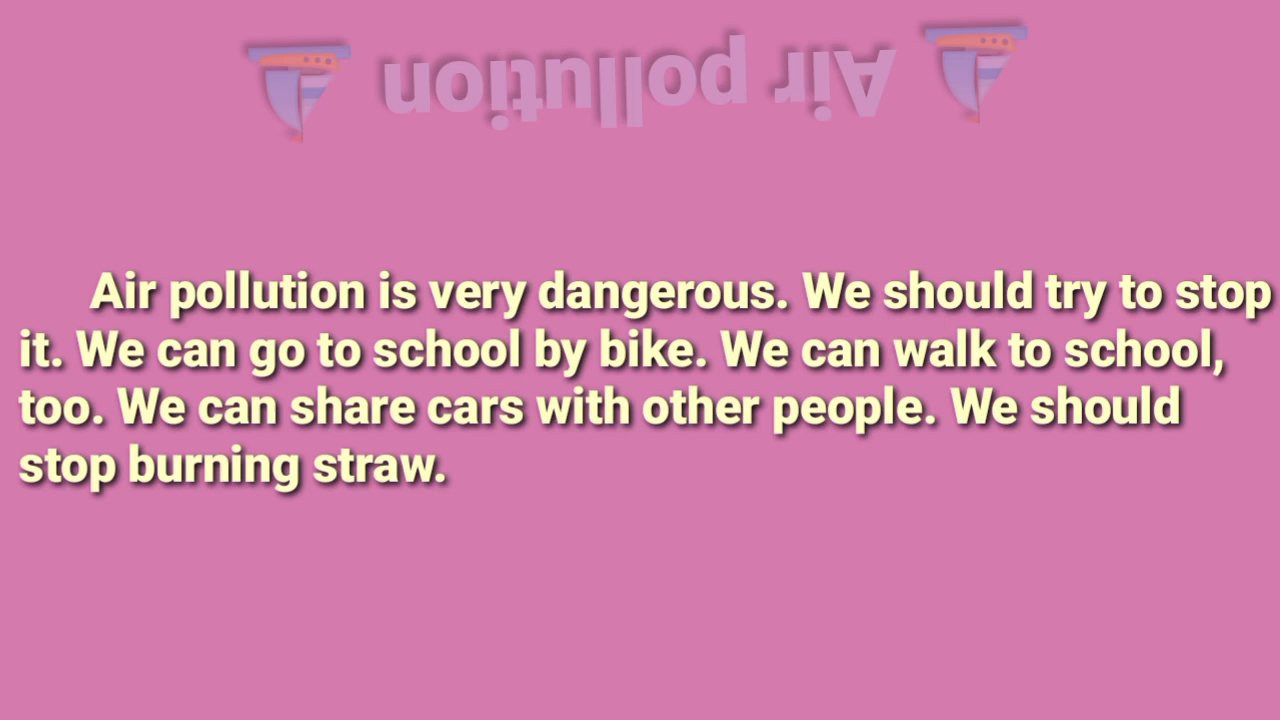 Air pollution
Air pollution is very dangerous. We should try to stop
it. We can go to school by bike. We can walk to school,
too. We can share cars with other people. We should
stop burning straw.